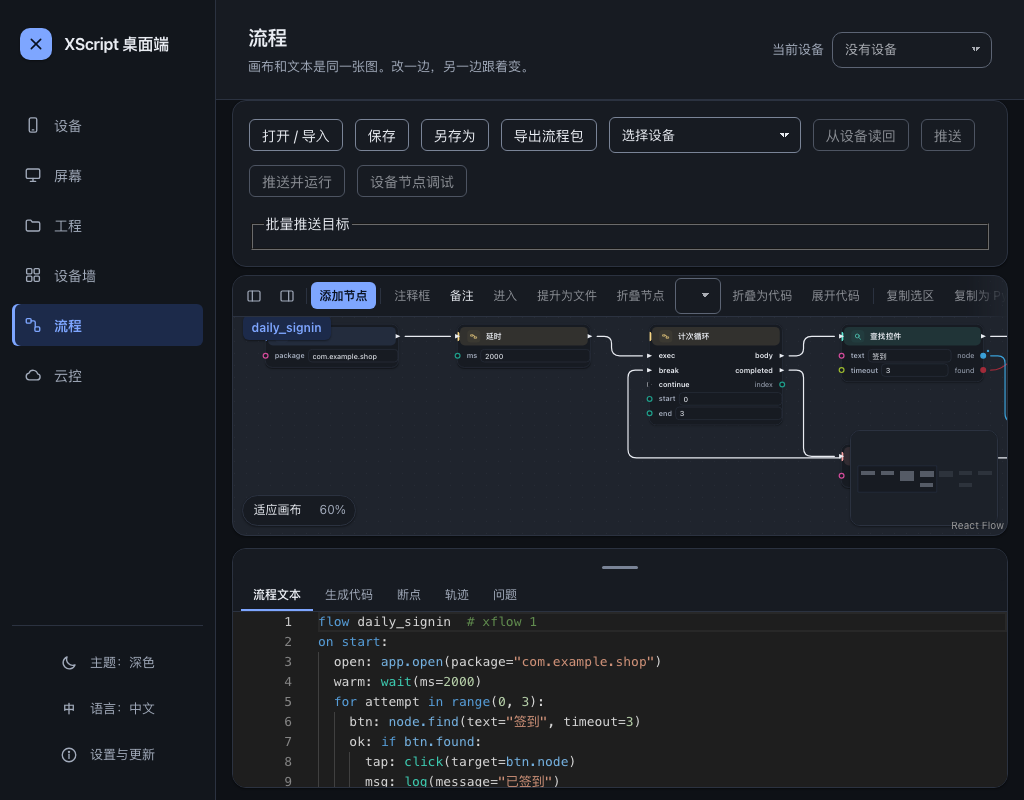 XScript 桌面端
设备
屏幕
工程
设备墙
流程
云控
主题：深色
中 语言：中文
设置与更新
流程
画布和文本是同一张图。改一边，另一边跟着变。
当前设备 没有设备
打开 / 导入 保存 另存为 导出流程包 选择设备 从设备读回 推送
推送并运行 设备节点调试
批量推送目标
添加节点 注释框 备注 进入 提升为文件 折叠节点 折叠为代码 展开代码 复制选区 复制为
daily_signin
package com.example.shop
延时
ms 2000
计次循环
exec body
break completed
continue index
start 0
end 3
查找控件
text 签到 node
timeout 3 found
适应画布 60%
React Flow
流程文本 生成代码 断点 轨迹 问题
1 flow daily_signin  # xflow 1
2 on start:
3 open: app.open(package="com.example.shop")
4 warm: wait(ms=2000)
5 for attempt in range(0, 3):
6 btn: node.find(text="签到", timeout=3)
7 ok: if btn.found:
8 tap: click(target=btn.node)
9 msg: log(message="已签到")